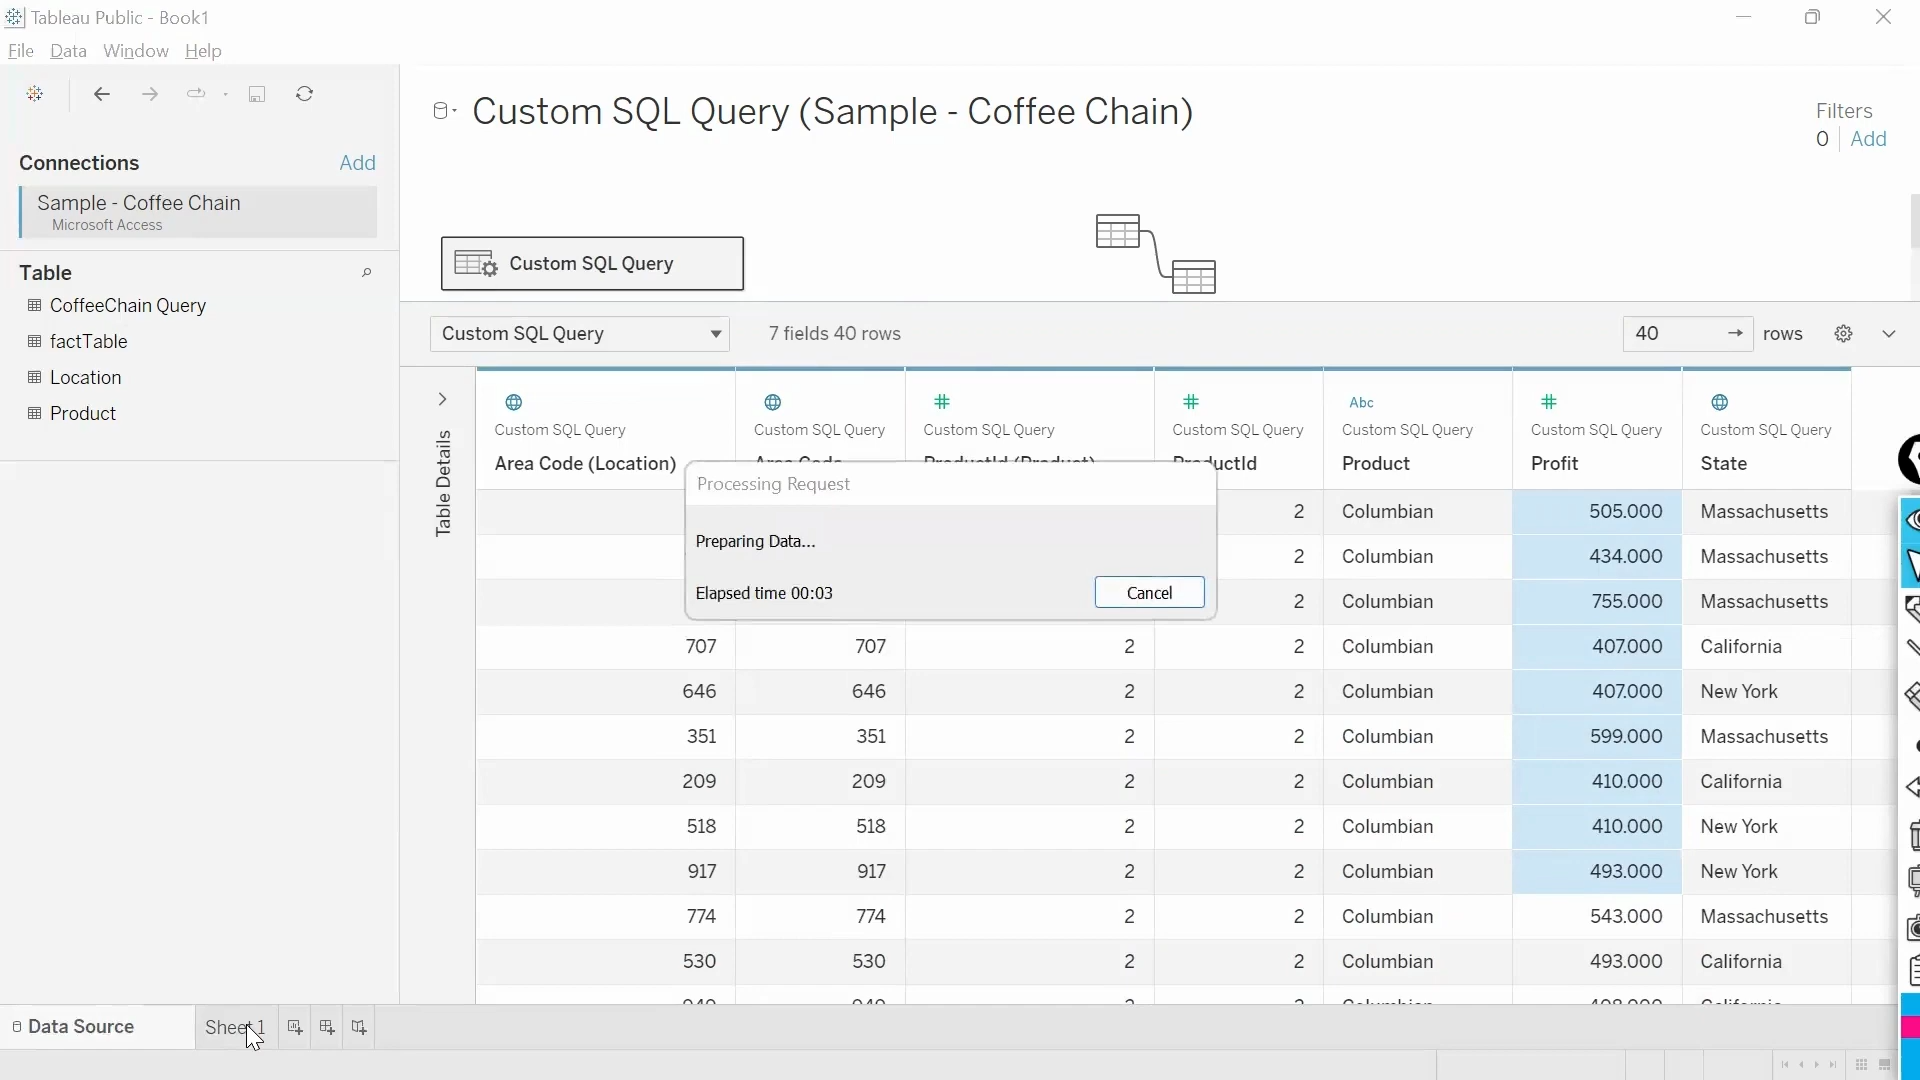 Tableau Public - Book1
File Data Window Help
Custom SQL Query (Sample - Coffee Chain)
Filters
0 Add
Connections Add
Sample - Coffee Chain
Microsoft Access
Table
CoffeeChain Query
factTable
Location
Product
Custom SQL Query
Custom SQL Query 7 fields 40 rows 40 → rows
Table Details
Abc
Custom SQL Query Custom SQL Query Custom SQL Query Custom SQL Query Custom SQL Query Custom SQL Query Custom SQL Query
Area Code (Location) Area Code ProductId (Product) ProductId Product Profit State
Processing Request
Preparing Data...
Elapsed time 00:03 Cancel
2 Columbian 505.000 Massachusetts
2 Columbian 434.000 Massachusetts
2 Columbian 755.000 Massachusetts
707 707 2 2 Columbian 407.000 California
646 646 2 2 Columbian 407.000 New York
351 351 2 2 Columbian 599.000 Massachusetts
209 209 2 2 Columbian 410.000 California
518 518 2 2 Columbian 410.000 New York
917 917 2 2 Columbian 493.000 New York
774 774 2 2 Columbian 543.000 Massachusetts
530 530 2 2 Columbian 493.000 California
Data Source Sheet 1